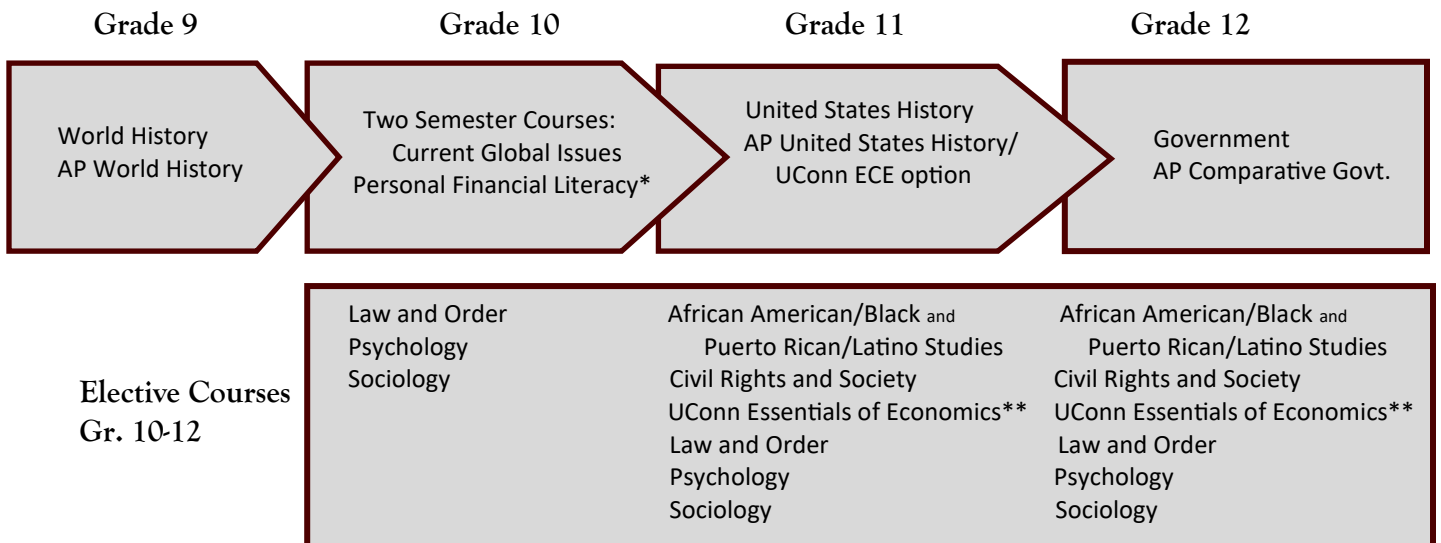 Grade 9
Grade 10
Grade 11
Grade 12
World History
AP World History
Two Semester Courses:
Current Global Issues
Personal Financial Literacy*
United States History
AP United States History/
UConn ECE option
Government
AP Comparative Govt.
Elective Courses
Gr. 10-12
Law and Order
Psychology
Sociology
African American/Black and
Puerto Rican/Latino Studies
Civil Rights and Society
UConn Essentials of Economics**
Law and Order
Psychology
Sociology
African American/Black and
Puerto Rican/Latino Studies
Civil Rights and Society
UConn Essentials of Economics**
Law and Order
Psychology
Sociology